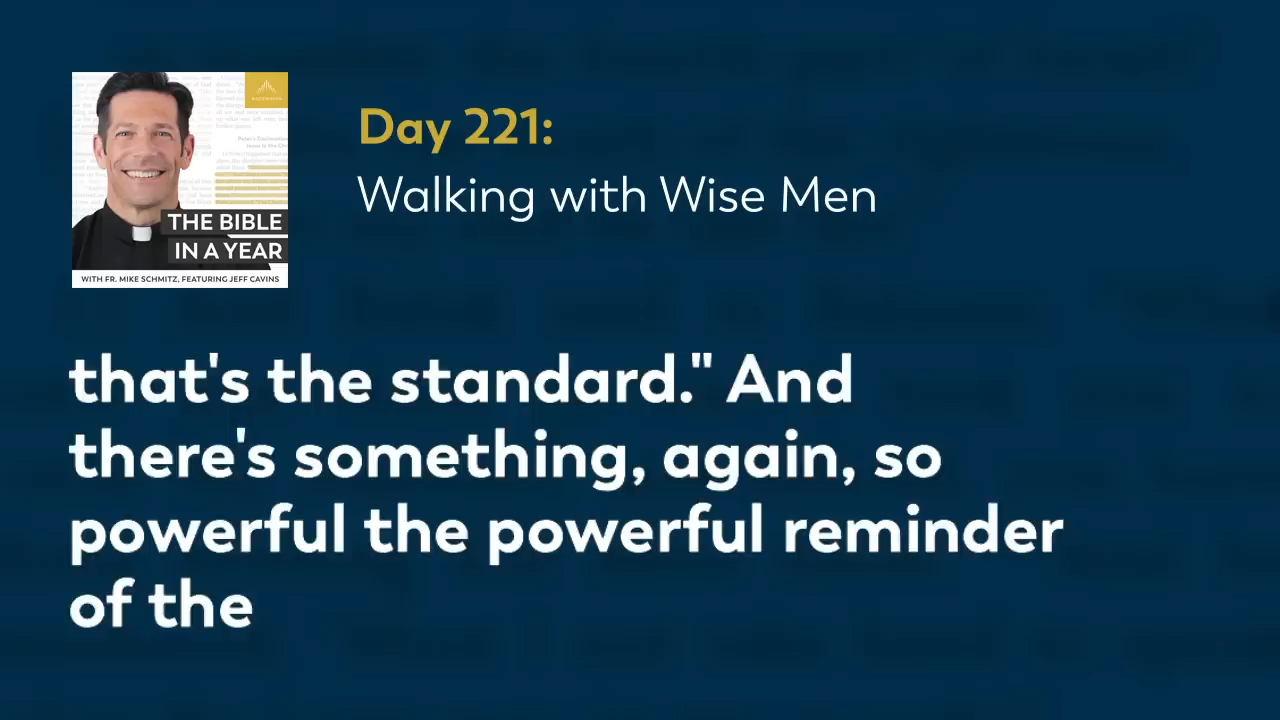 Day 221:
Walking with Wise Men
THE BIBLE
IN A YEAR
WITH FR. MIKE SCHMITZ, FEATURING JEFF CAVINS
that's the standard." And
there's something, again, so
powerful the powerful reminder
of the